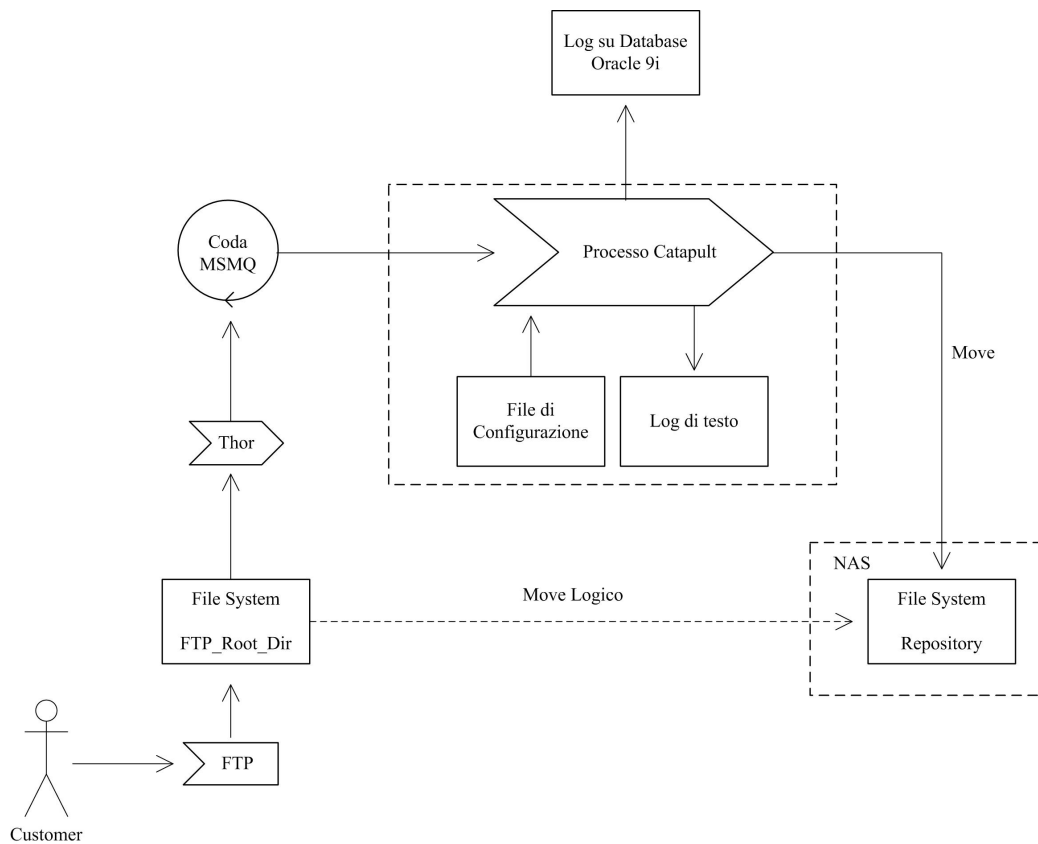 Log su Database
Oracle 9i
Coda
MSMQ
Processo Catapult
Move
File di
Configurazione
Log di testo
Thor
NAS
File System
FTP_Root_Dir
Move Logico
File System
Repository
FTP
Customer